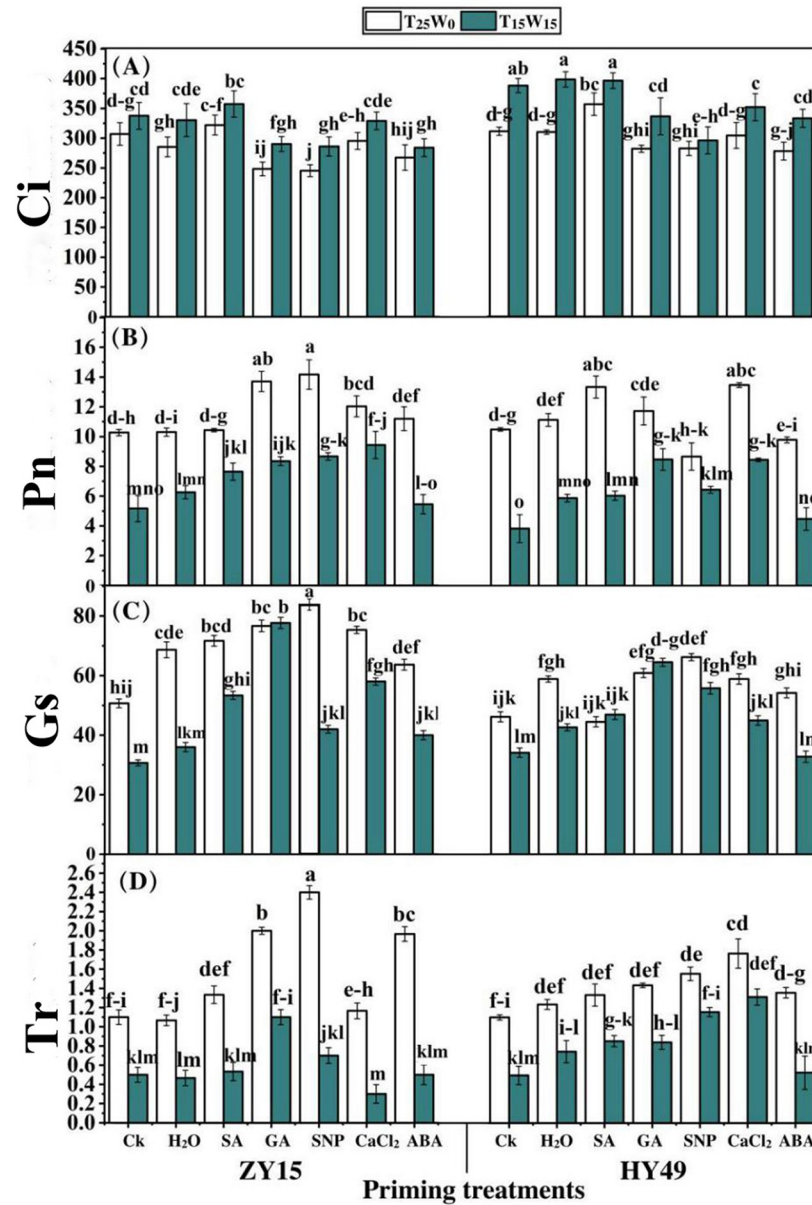 T₂₅W₀ T₁₅W₁₅
(A)
450
400
350
300
250
200
150
100
50
0
Ci
d-g cd gh cde c-f bc ij fgh j gh e-h cde hij gh
d-g ab d-g a bc a ghi cd ghi e-h d-g c g-j cd
(B)
16
14
12
10
8
6
4
2
0
Pn
d-h mno d-i lmn d-g jkl ab ijk a g-k bcd f-j def l-o
d-g o def mno abc lmn cde g-k h-k klm abc g-k e-i
(C)
80
60
40
20
0
Gs
hij m cde lkm bcd ghi bc b a jkl bc fgh def jkl
ijk lm fgh jkl ijk ijk efg d-g def fgh fgh jkl ghi
(D)
2.6
2.4
2.2
2.0
1.8
1.6
1.4
1.2
1.0
0.8
0.6
0.4
0.2
0.0
Tr
f-i klm f-j lm def klm b f-i a jkl e-h m bc klm
f-i klm def i-l def g-k def h-l de f-i cd def d-g
Ck H₂O SA GA SNP CaCl₂ ABA Ck H₂O SA GA SNP CaCl₂ ABA
ZY15 HY49
Priming treatments